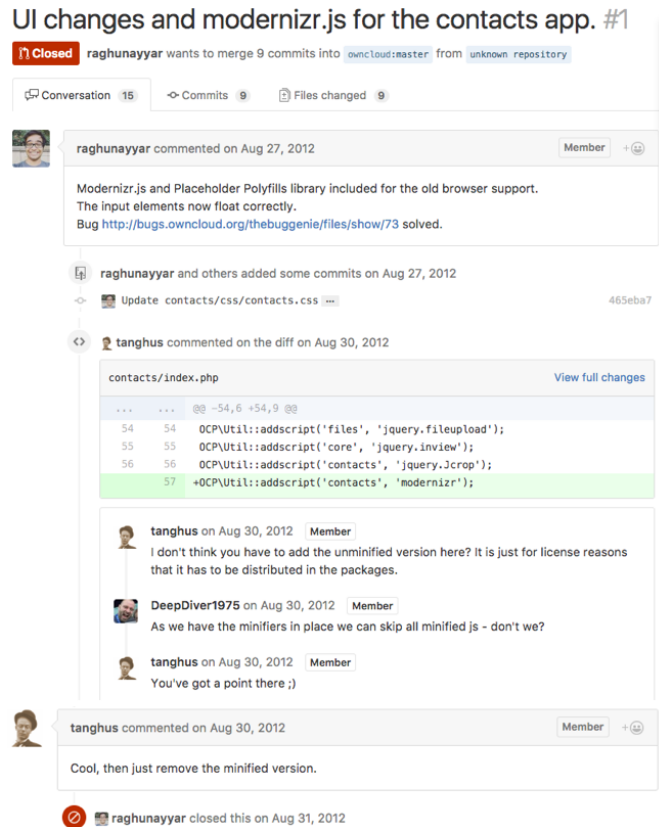 UI changes and modernizr.js for the contacts app. #1
Closed raghunayyar wants to merge 9 commits into owncloud:master from unknown repository
Conversation 15 Commits 9 Files changed 9
raghunayyar commented on Aug 27, 2012 Member
Modernizr.js and Placeholder Polyfills library included for the old browser support.
The input elements now float correctly.
Bug http://bugs.owncloud.org/thebuggenie/files/show/73 solved.
raghunayyar and others added some commits on Aug 27, 2012
Update contacts/css/contacts.css … 465eba7
tanghus commented on the diff on Aug 30, 2012
contacts/index.php View full changes
... ... @@ -54,6 +54,9 @@
54 54 OCP\Util::addscript('files', 'jquery.fileupload');
55 55 OCP\Util::addscript('core', 'jquery.inview');
56 56 OCP\Util::addscript('contacts', 'jquery.Jcrop');
57 +OCP\Util::addscript('contacts', 'modernizr');
tanghus on Aug 30, 2012 Member
I don't think you have to add the unminified version here? It is just for license reasons
that it has to be distributed in the packages.
DeepDiver1975 on Aug 30, 2012 Member
As we have the minifiers in place we can skip all minified js - don't we?
tanghus on Aug 30, 2012 Member
You've got a point there ;)
tanghus commented on Aug 30, 2012 Member
Cool, then just remove the minified version.
raghunayyar closed this on Aug 31, 2012